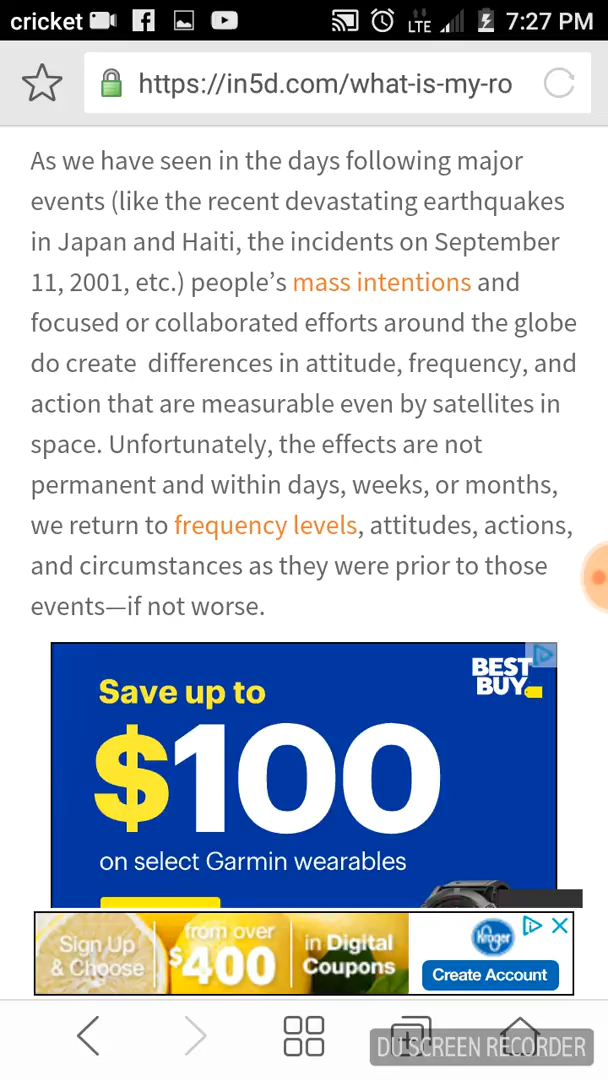 cricket LTE 7:27 PM
https://in5d.com/what-is-my-ro
As we have seen in the days following major
events (like the recent devastating earthquakes
in Japan and Haiti, the incidents on September
11, 2001, etc.) people’s mass intentions and
focused or collaborated efforts around the globe
do create  differences in attitude, frequency, and
action that are measurable even by satellites in
space. Unfortunately, the effects are not
permanent and within days, weeks, or months,
we return to frequency levels, attitudes, actions,
and circumstances as they were prior to those
events—if not worse.
BEST
BUY
Save up to
$100
on select Garmin wearables
Sign Up
& Choose
from over
$400
in Digital
Coupons
Kroger
Create Account
DU SCREEN RECORDER